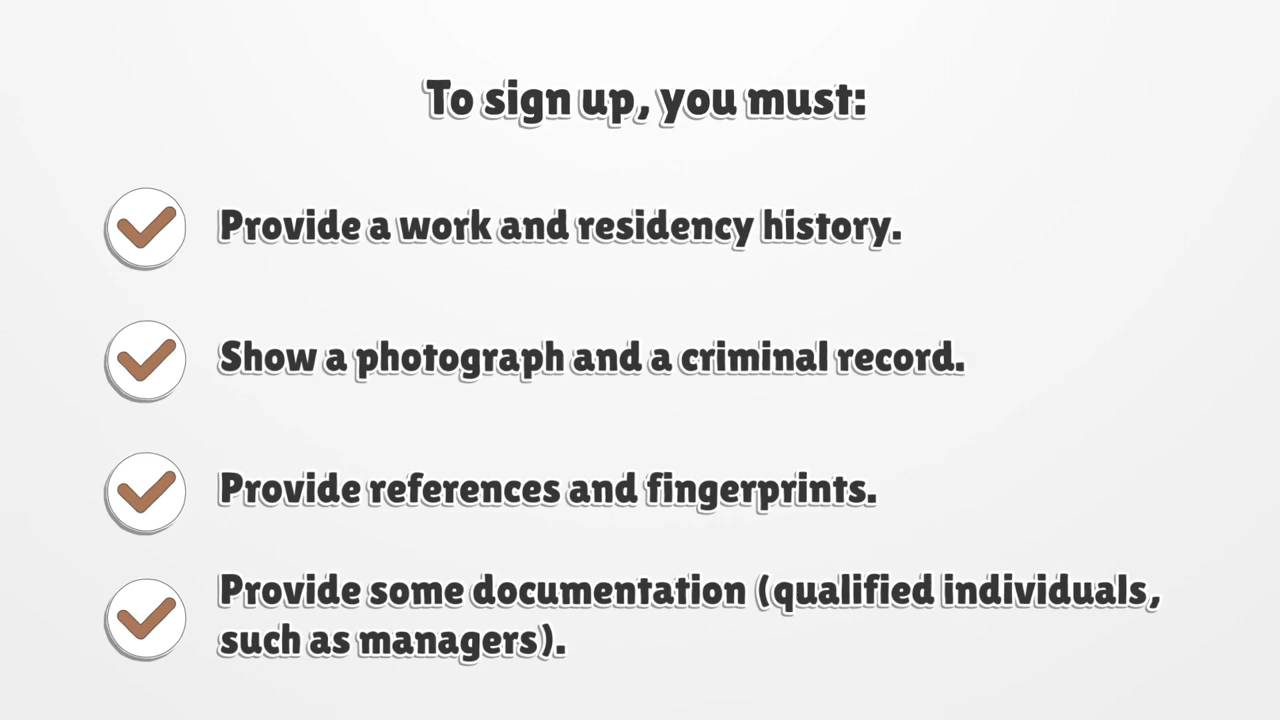 To sign up, you must:
Provide a work and residency history.
Show a photograph and a criminal record.
Provide references and fingerprints.
Provide some documentation (qualified individuals,
such as managers).